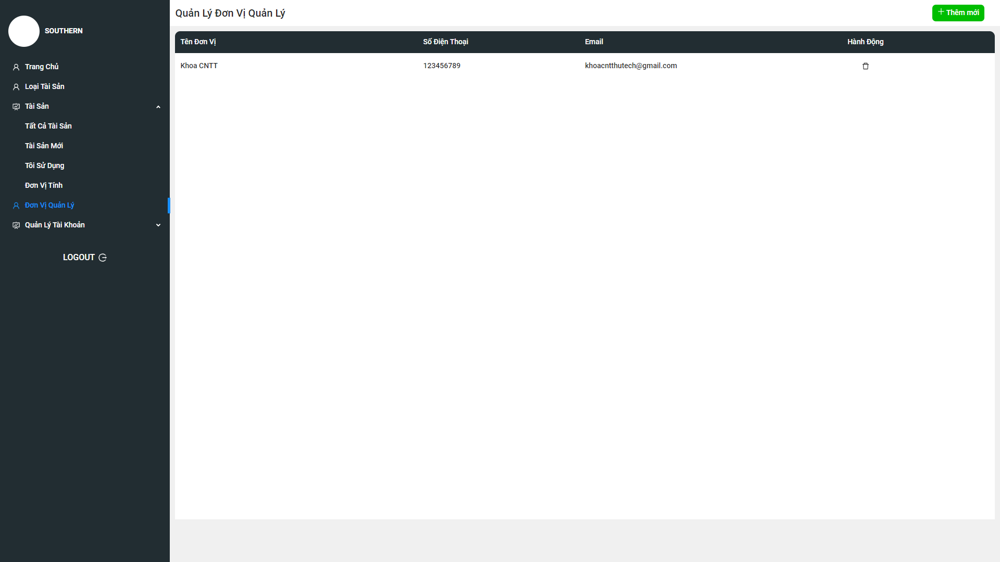 SOUTHERN
Trang Chủ
Loại Tài Sản
Tài Sản
Tất Cả Tài Sản
Tài Sản Mới
Tôi Sử Dụng
Đơn Vị Tính
Đơn Vị Quản Lý
Quản Lý Tài Khoản
LOGOUT
Quản Lý Đơn Vị Quản Lý
Thêm mới
Tên Đơn Vị Số Điện Thoại Email Hành Động
Khoa CNTT 123456789 khoacntthutech@gmail.com